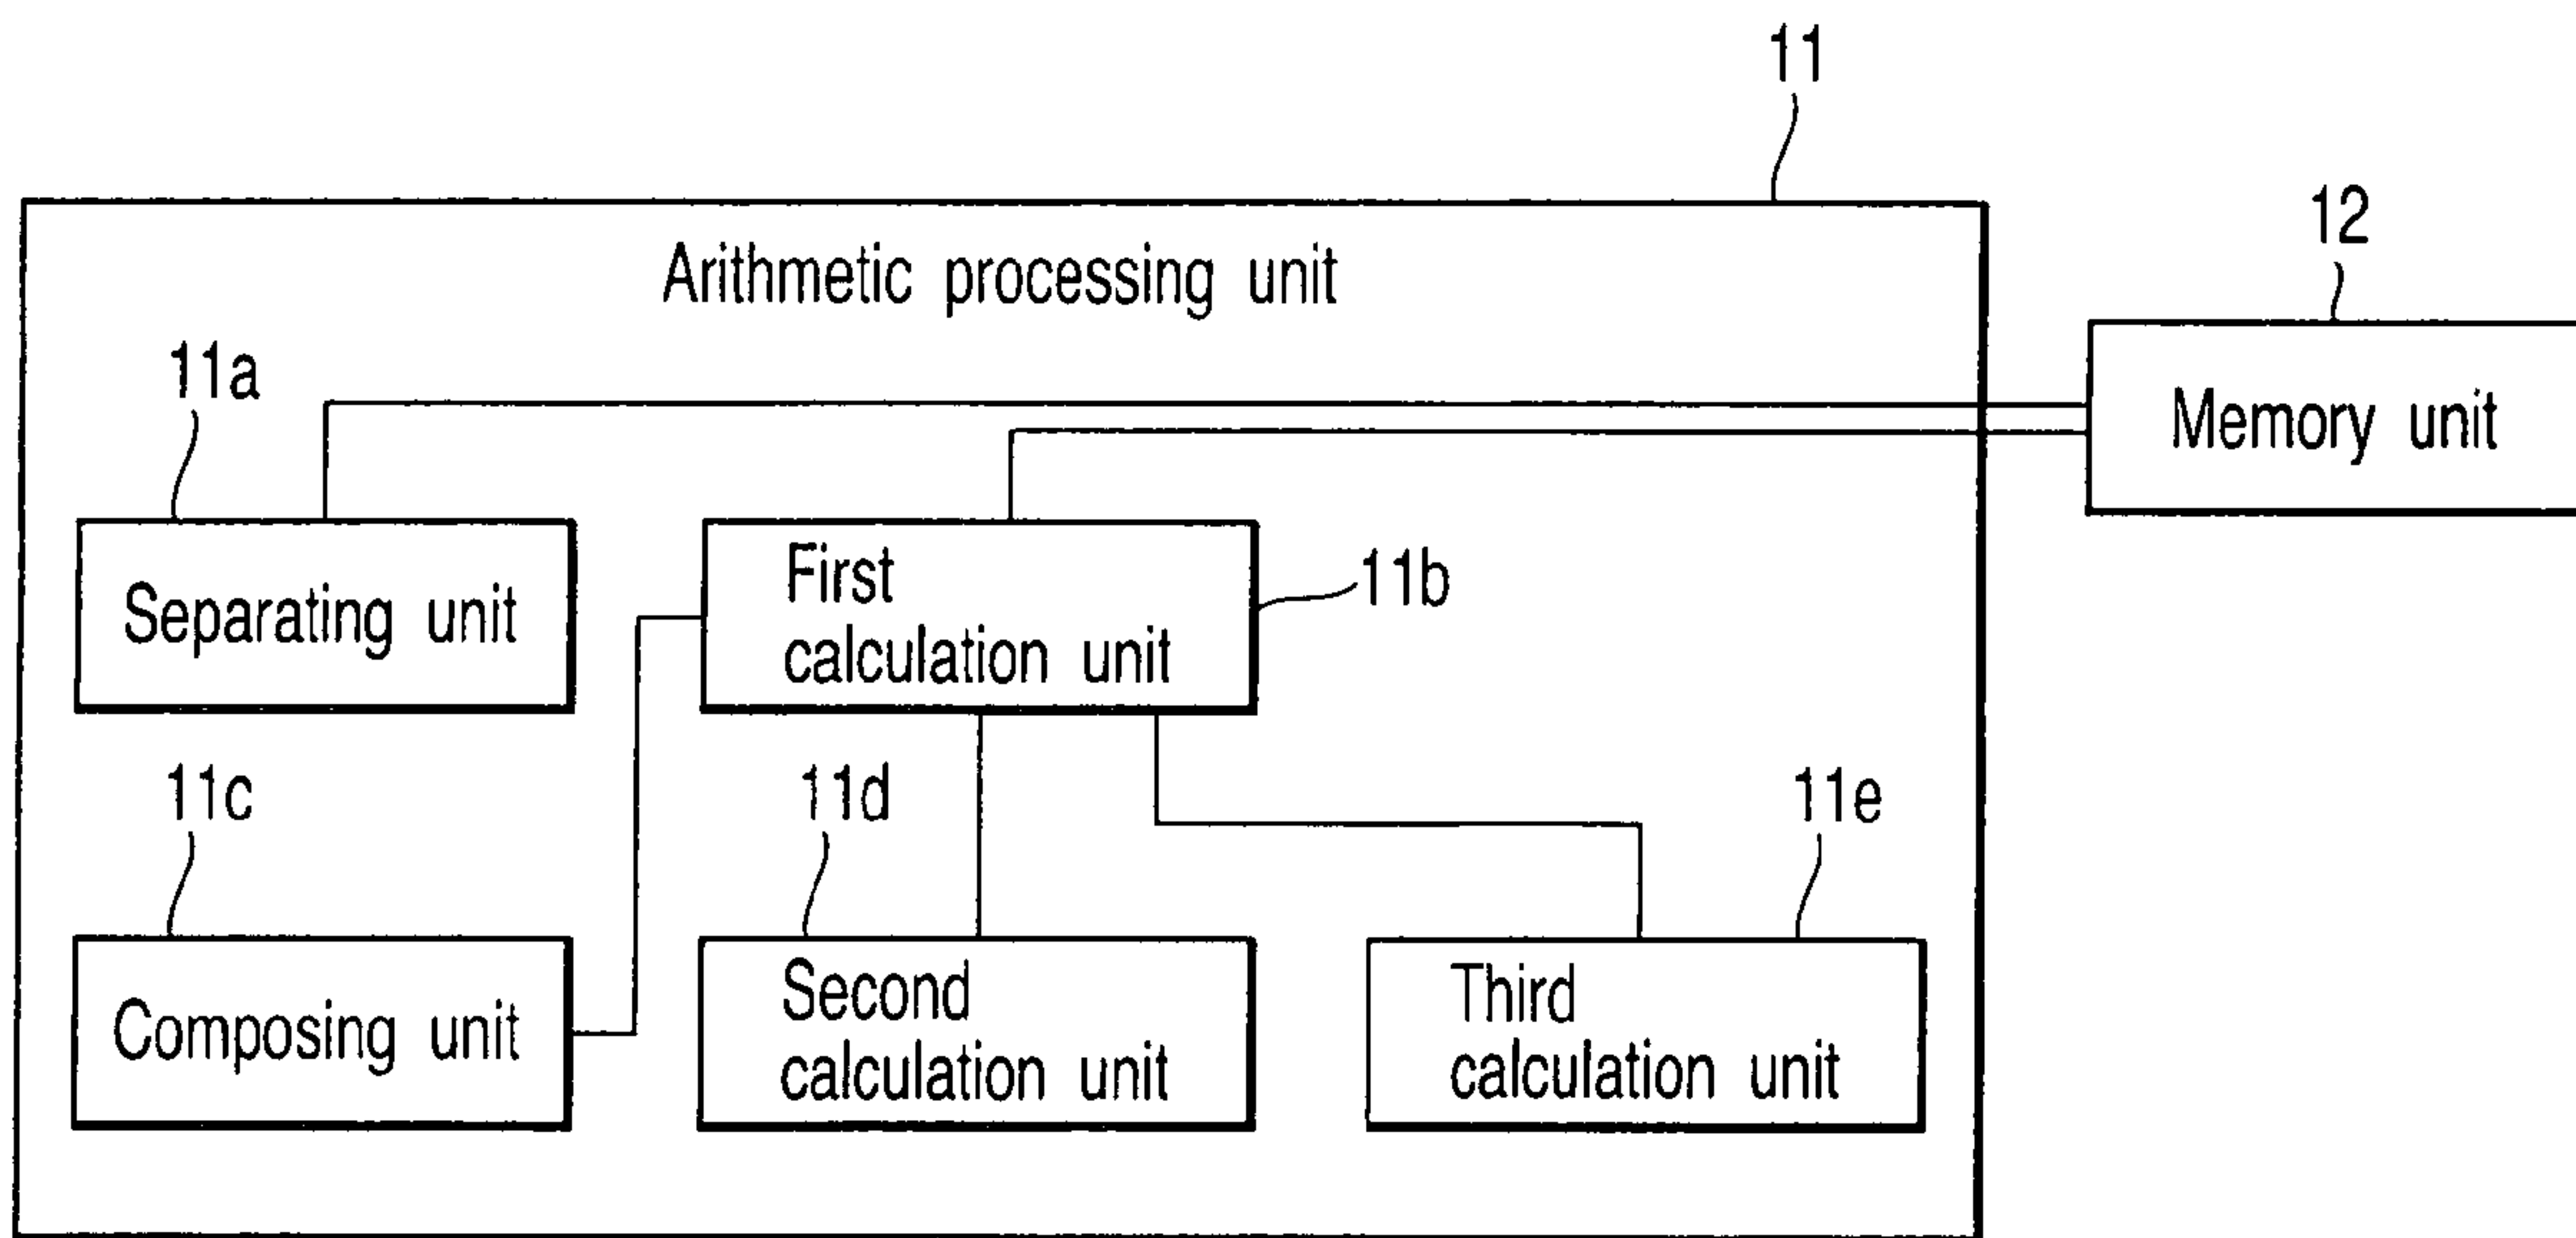 11
Arithmetic processing unit
12
Memory unit
11a
Separating unit
First
calculation unit
11b
11c
Composing unit
11d
Second
calculation unit
11e
Third
calculation unit